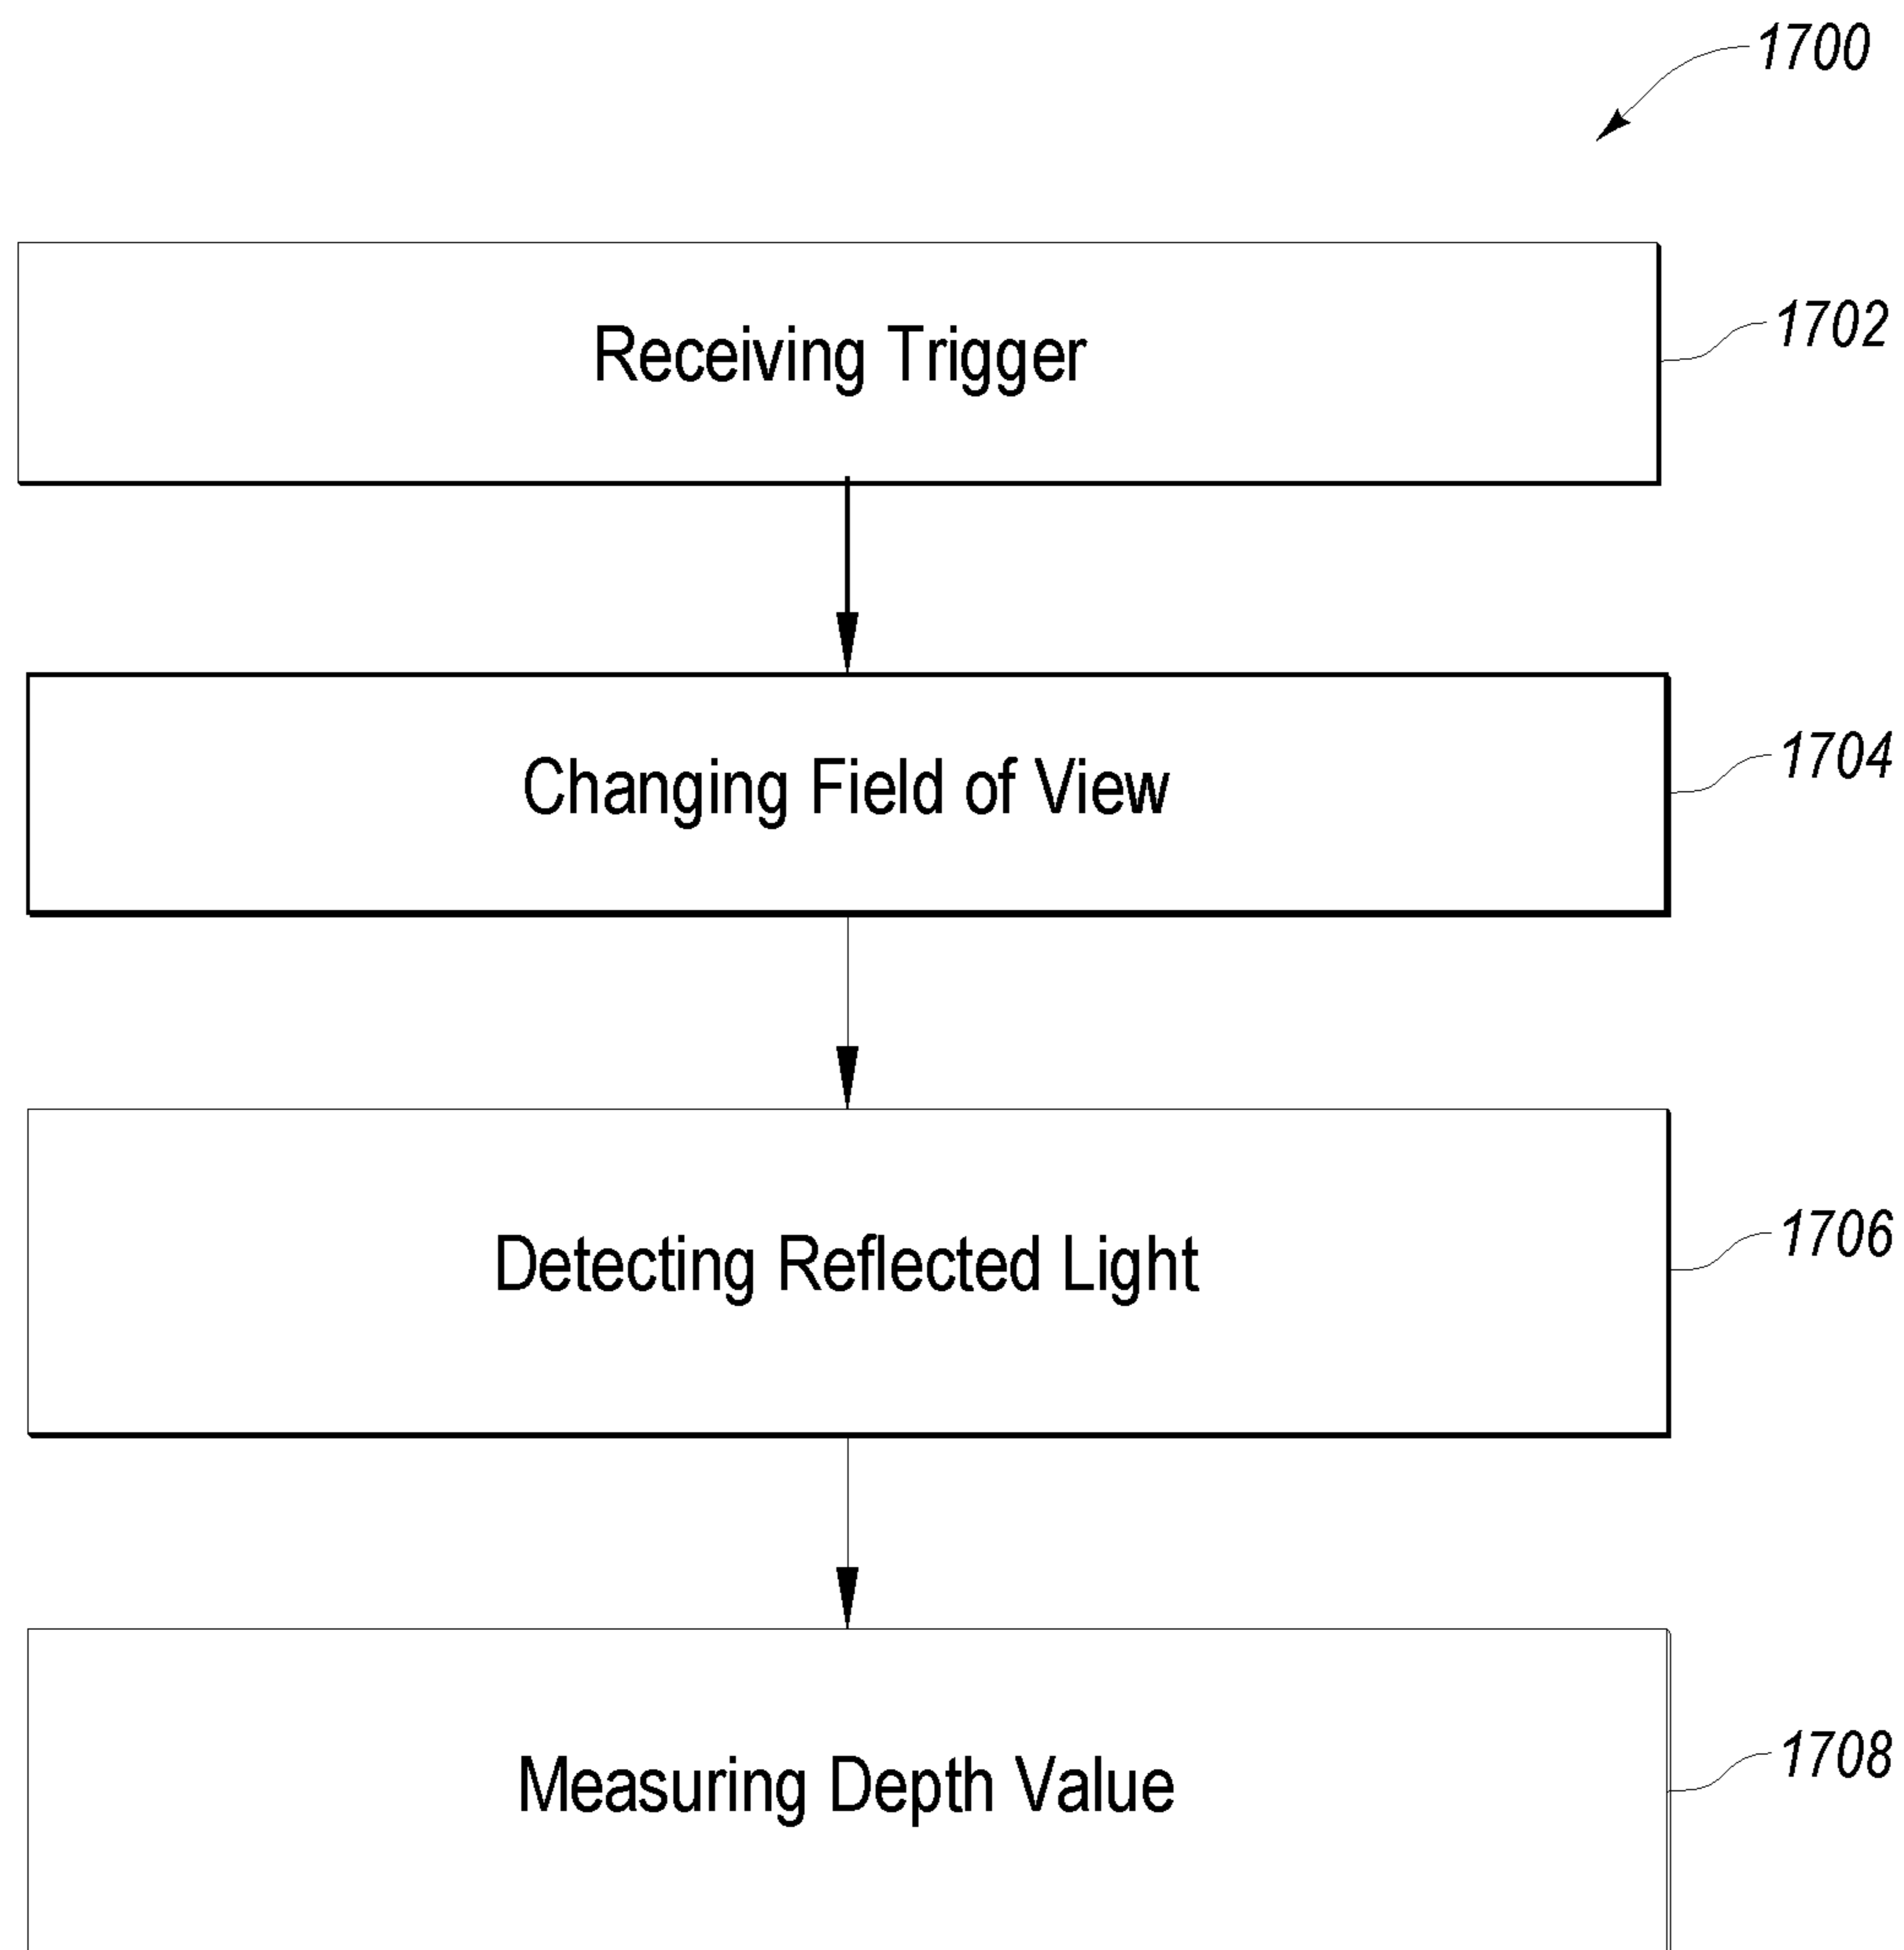 1700
Receiving Trigger
1702
Changing Field of View
1704
Detecting Reflected Light
1706
Measuring Depth Value
1708